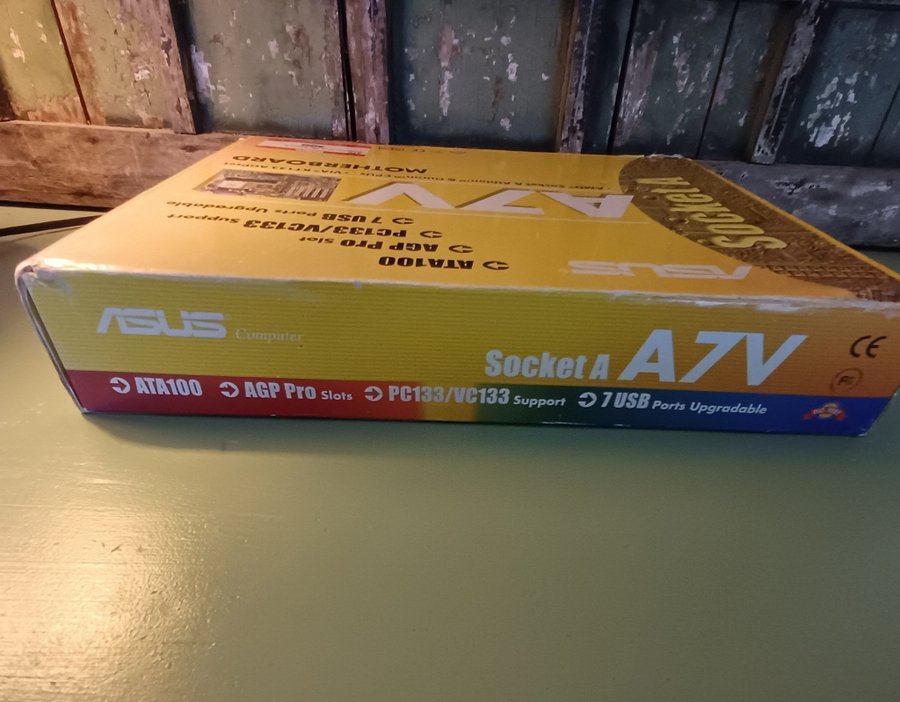 Socket A
ASUS
A7V
MOTHERBOARD
ATA100
AGP Pro Slot
PC133/VC133 Support
7 USB Ports Upgradable
ASUS Computer
Socket A A7V
CE
ATA100 AGP Pro Slots PC133/VC133 Support 7 USB Ports Upgradable